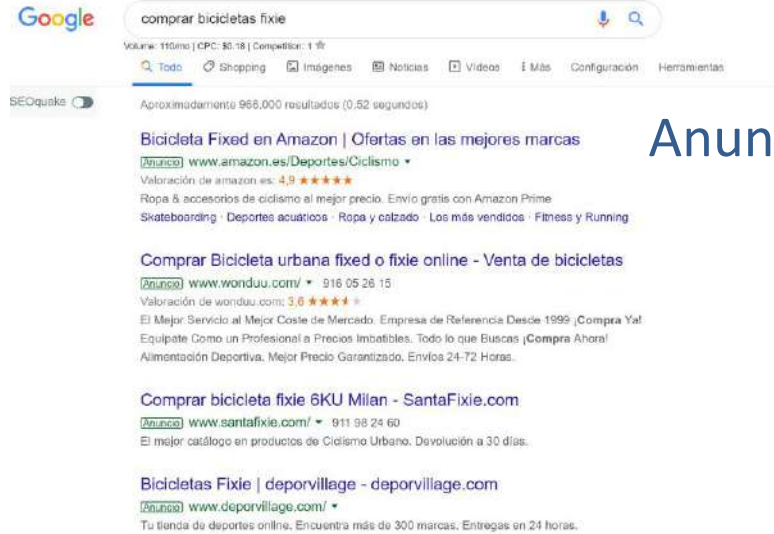 Google
comprar bicicletas fixie
Volume: 110/mo | CPC: $0.18 | Competition: 1
Todo Shopping Imágenes Noticias Vídeos Más Configuración Herramientas
SEOquake
Aproximadamente 966,000 resultados (0,52 segundos)
Bicicleta Fixed en Amazon | Ofertas en las mejores marcas
Anun
Anuncio www.amazon.es/Deportes/Ciclismo
Valoración de amazon.es: 4,9 ★★★★★
Ropa & accesorios de ciclismo al mejor precio. Envío gratis con Amazon Prime
Skateboarding · Deportes acuáticos · Ropa y calzado · Los más vendidos · Fitness y Running
Comprar Bicicleta urbana fixed o fixie online - Venta de bicicletas
Anuncio www.wonduu.com/ 916 05 26 15
Valoración de wonduu.com: 3,6
El Mejor Servicio al Mejor Coste de Mercado. Empresa de Referencia Desde 1999 ¡Compra Ya!
Equípate Como un Profesional a Precios Imbatibles. Todo lo que Buscas ¡Compra Ahora!
Alimentación Deportiva. Mejor Precio Garantizado. Envíos 24-72 Horas.
Comprar bicicleta fixie 6KU Milan - SantaFixie.com
Anuncio www.santafixie.com/ 911 98 24 60
El mejor catálogo en productos de Ciclismo Urbano. Devolución a 30 días.
Bicicletas Fixie | deporvillage - deporvillage.com
Anuncio www.deporvillage.com/
Tu tienda de deportes online. Encuentra más de 300 marcas. Entregas en 24 horas.